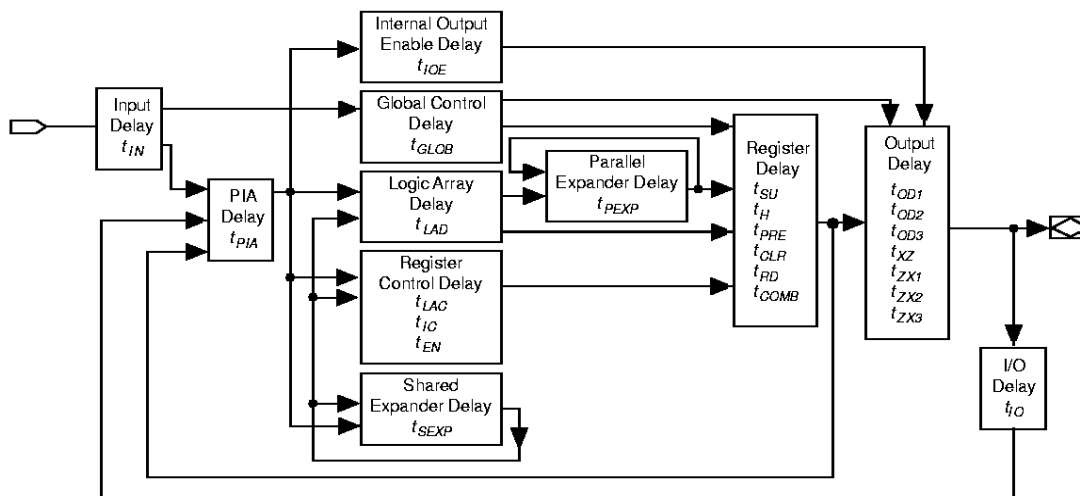 Internal Output
Enable Delay
tIOE
Input
Delay
tIN
Global Control
Delay
tGLOB
Parallel
Expander Delay
tPEXP
Register
Delay
tSU
tH
tPRE
tCLR
tRD
tCOMB
Output
Delay
tOD1
tOD2
tOD3
tXZ
tZX1
tZX2
tZX3
PIA
Delay
tPIA
Logic Array
Delay
tLAD
Register
Control Delay
tLAC
tIC
tEN
I/O
Delay
tIO
Shared
Expander Delay
tSEXP